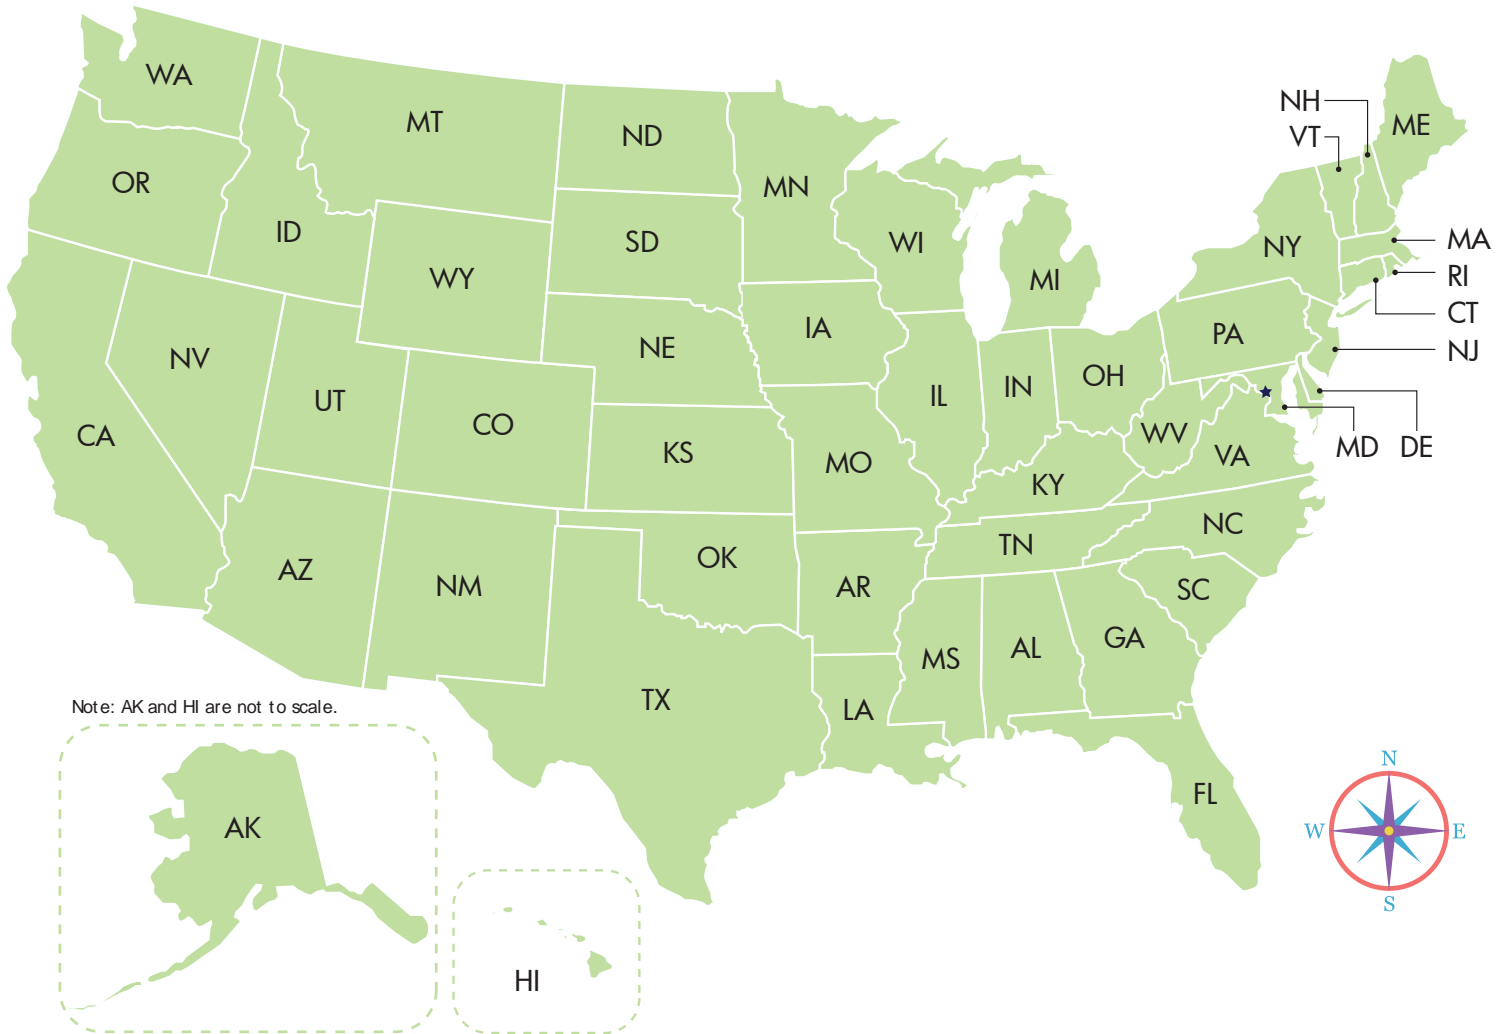 WA
MT
ND
MN
OR
ID
WY
SD
WI
MI
NH
VT
ME
NY
MA
RI
CT
NJ
PA
NV
UT
CO
NE
IA
IL
IN
OH
CA
KS
MO
KY
WV
VA
MD
DE
AZ
NM
OK
AR
TN
NC
SC
TX
LA
MS
AL
GA
FL
Note: AK and HI are not to scale.
AK
HI
N
W
E
S